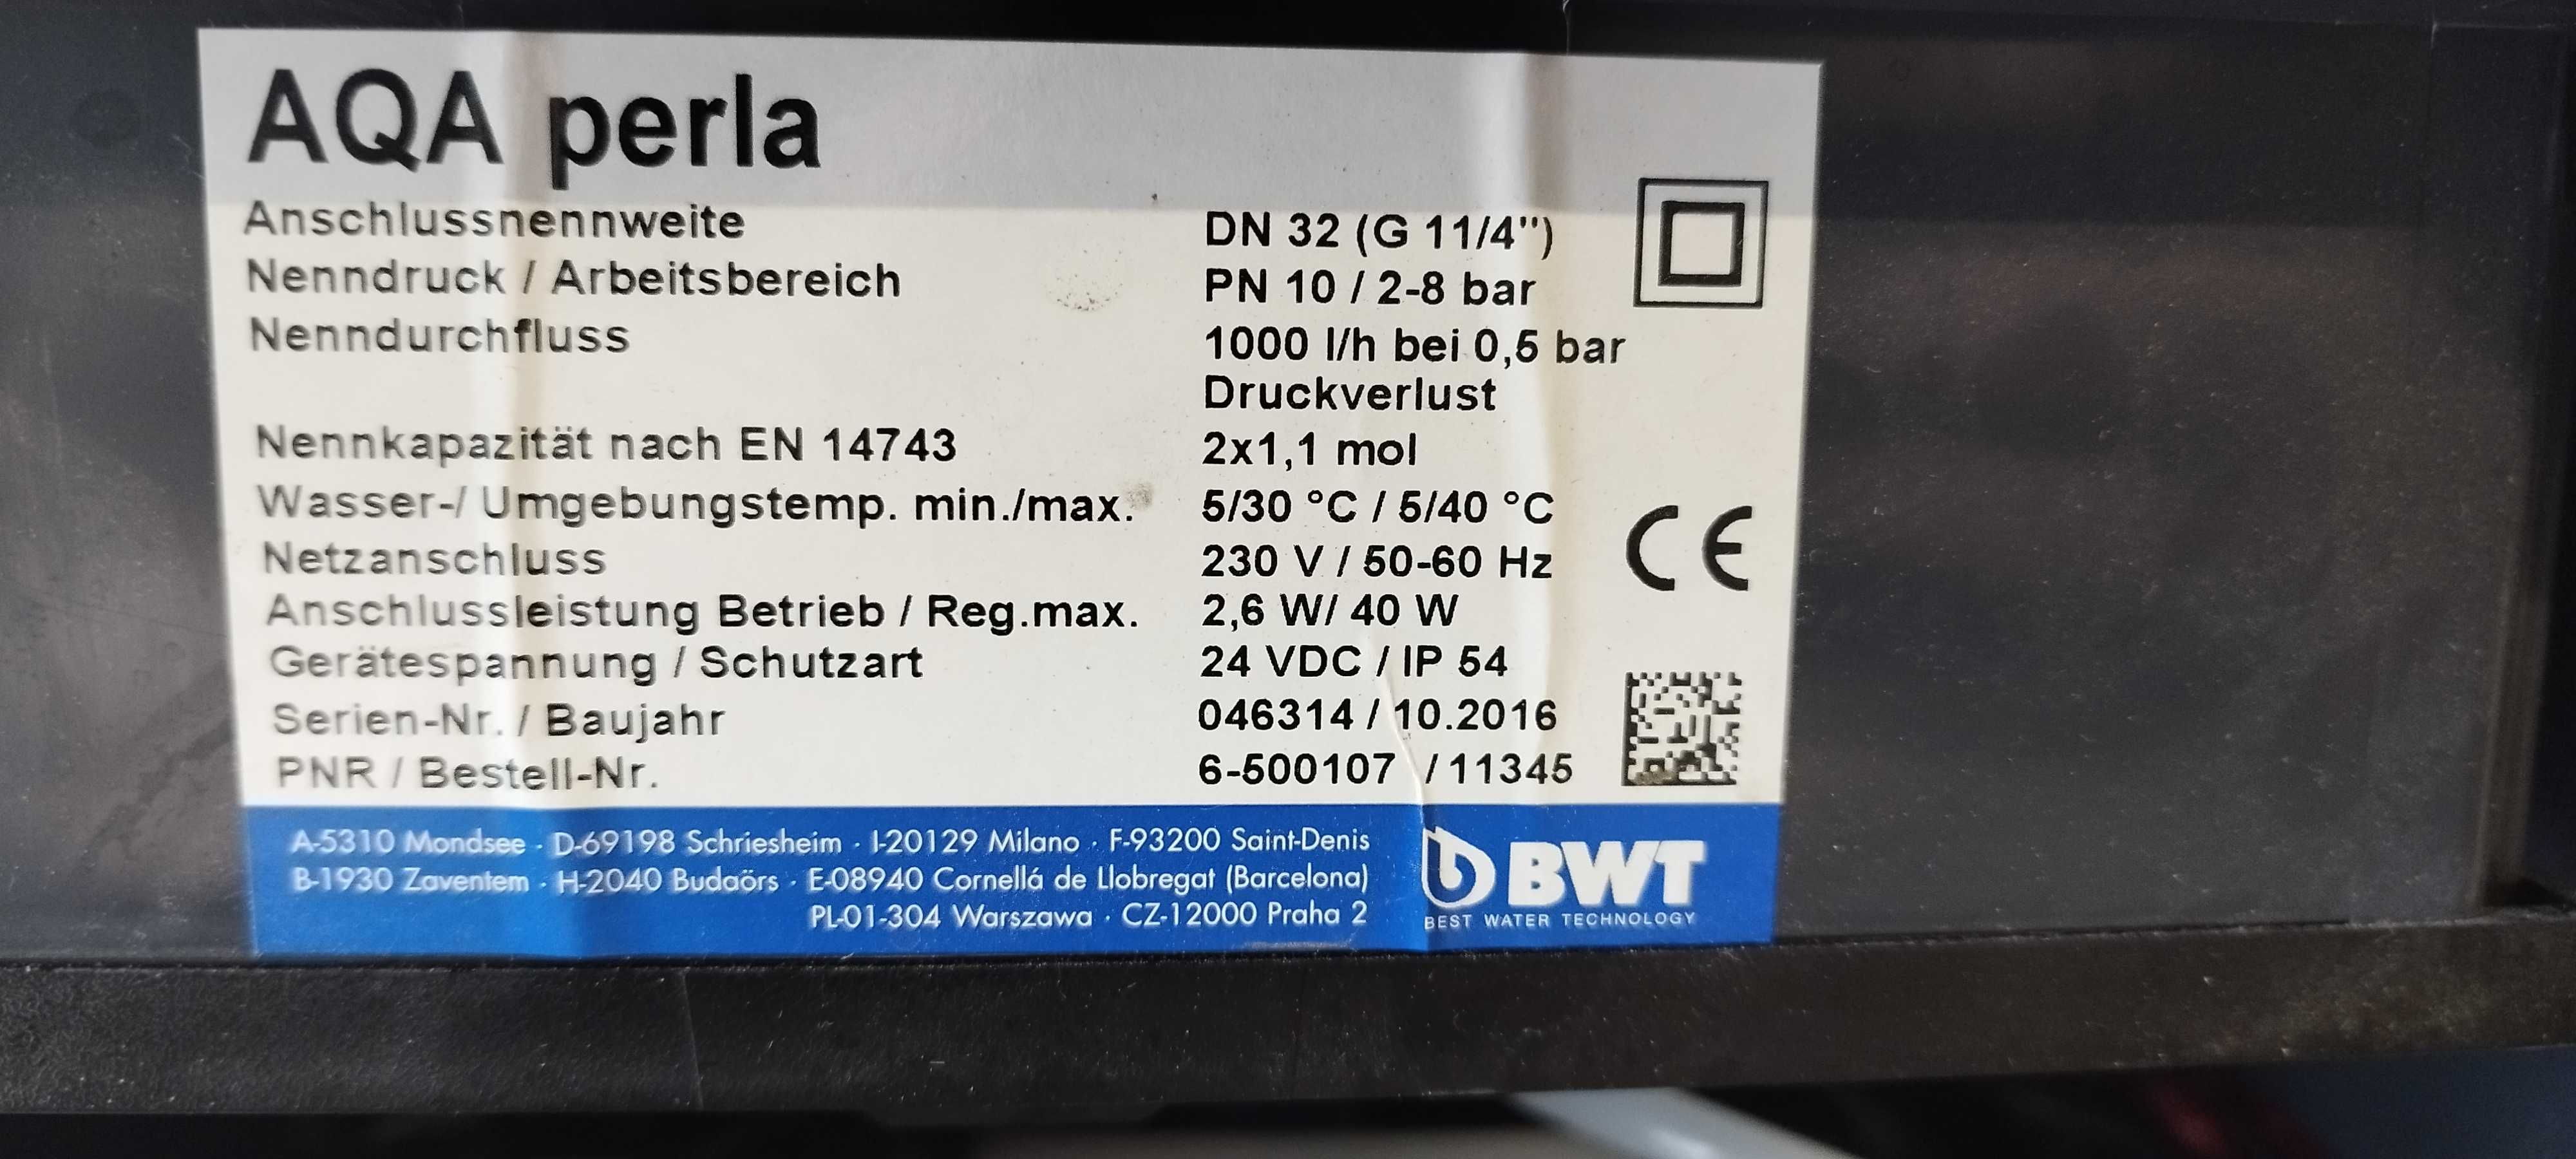 AQA perla
Anschlussnennweite DN 32 (G 11/4")
Nenndruck / Arbeitsbereich PN 10 / 2-8 bar
Nenndurchfluss 1000 l/h bei 0,5 bar
Druckverlust
Nennkapazität nach EN 14743 2x1,1 mol
Wasser-/ Umgebungstemp. min./max. 5/30 °C / 5/40 °C
Netzanschluss 230 V / 50-60 Hz
Anschlussleistung Betrieb / Reg.max. 2,6 W/ 40 W
Gerätespannung / Schutzart 24 VDC / IP 54
Serien-Nr. / Baujahr 046314 / 10.2016
PNR / Bestell-Nr. 6-500107 / 11345
CE
A-5310 Mondsee · D-69198 Schriesheim · I-20129 Milano · F-93200 Saint-Denis
B-1930 Zaventem · H-2040 Budaörs · E-08940 Cornellá de Llobregat (Barcelona)
PL-01-304 Warszawa · CZ-12000 Praha 2
BWT
BEST WATER TECHNOLOGY